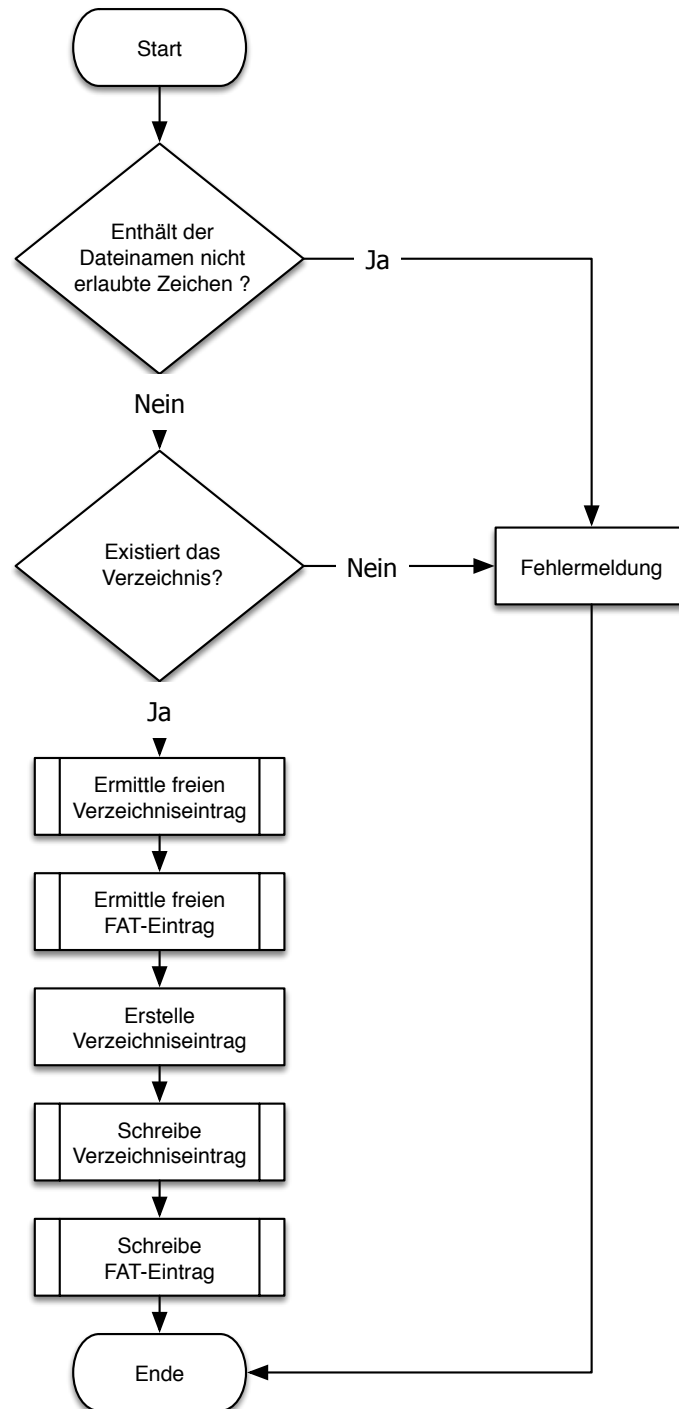 Start
Enthält der
Dateinamen nicht
erlaubte Zeichen ?
Ja
Nein
Existiert das
Verzeichnis?
Nein
Fehlermeldung
Ja
Ermittle freien
Verzeichniseintrag
Ermittle freien
FAT-Eintrag
Erstelle
Verzeichniseintrag
Schreibe
Verzeichniseintrag
Schreibe
FAT-Eintrag
Ende